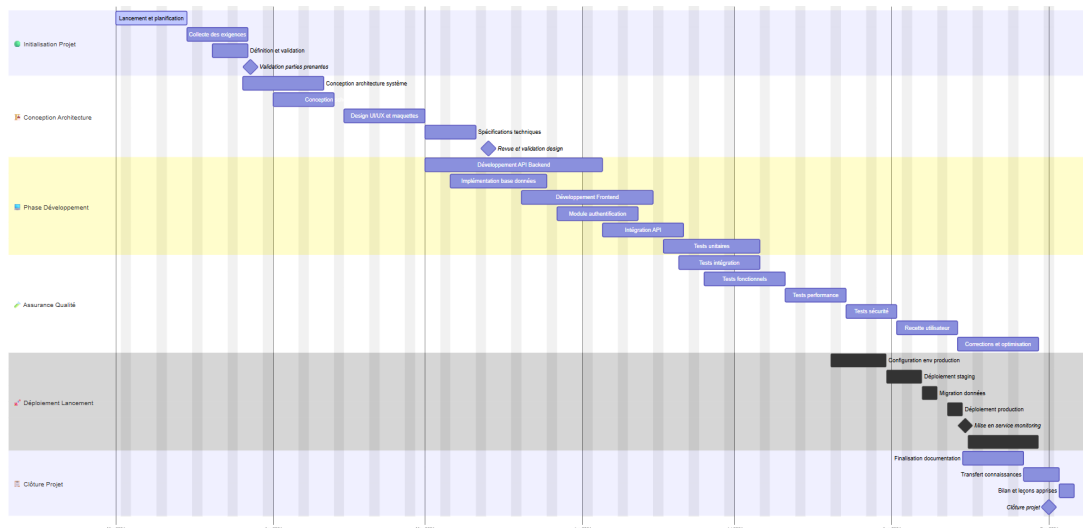 Lancement et planification
Collecte des exigences
Initialisation Projet
Définition et validation
Validation parties prenantes
Conception architecture système
Conception
Conception Architecture
Design UI/UX et maquettes
Spécifications techniques
Revue et validation design
Développement API Backend
Implémentation base données
Développement Frontend
Phase Développement
Module authentification
Intégration API
Tests unitaires
Tests intégration
Tests fonctionnels
Tests performance
Assurance Qualité
Tests sécurité
Recette utilisateur
Corrections et optimisation
Configuration env production
Déploiement staging
Migration données
Déploiement Lancement
Déploiement production
Mise en service monitoring
Finalisation documentation
Transfert connaissances
Clôture Projet
Bilan et leçons apprises
Clôture projet